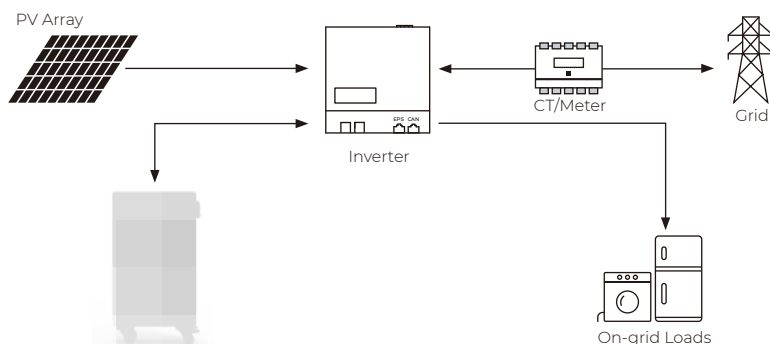 PV Array
EPS CAN
CT/Meter
Grid
Inverter
On-grid Loads